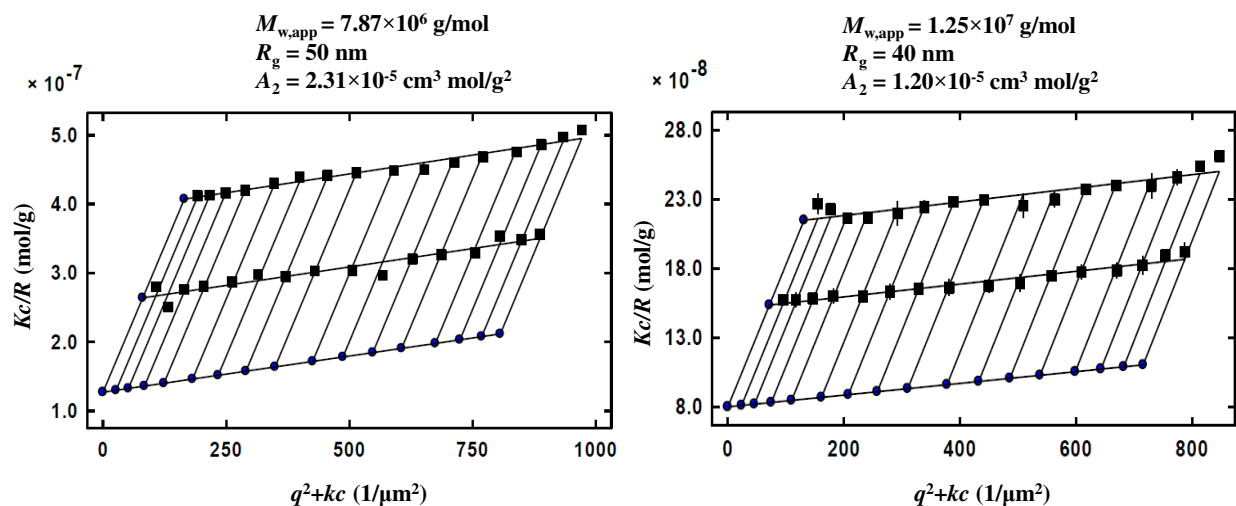 M_w,app = 7.87×10⁶ g/mol
R_g = 50 nm
A₂ = 2.31×10⁻⁵ cm³ mol/g²
× 10⁻⁷
5.0
4.0
3.0
2.0
1.0
Kc/R (mol/g)
0 250 500 750 1000
q²+kc (1/μm²)
M_w,app = 1.25×10⁷ g/mol
R_g = 40 nm
A₂ = 1.20×10⁻⁵ cm³ mol/g²
× 10⁻⁸
28.0
23.0
18.0
13.0
8.0
Kc/R (mol/g)
0 200 400 600 800
q²+kc (1/μm²)